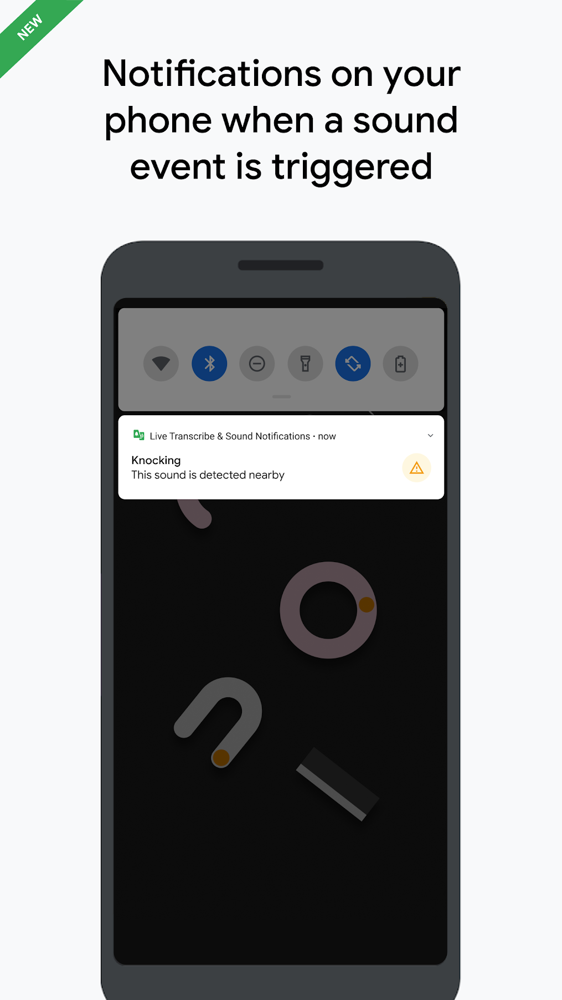 NEW
Notifications on your
phone when a sound
event is triggered
Live Transcribe & Sound Notifications • now
Knocking
This sound is detected nearby